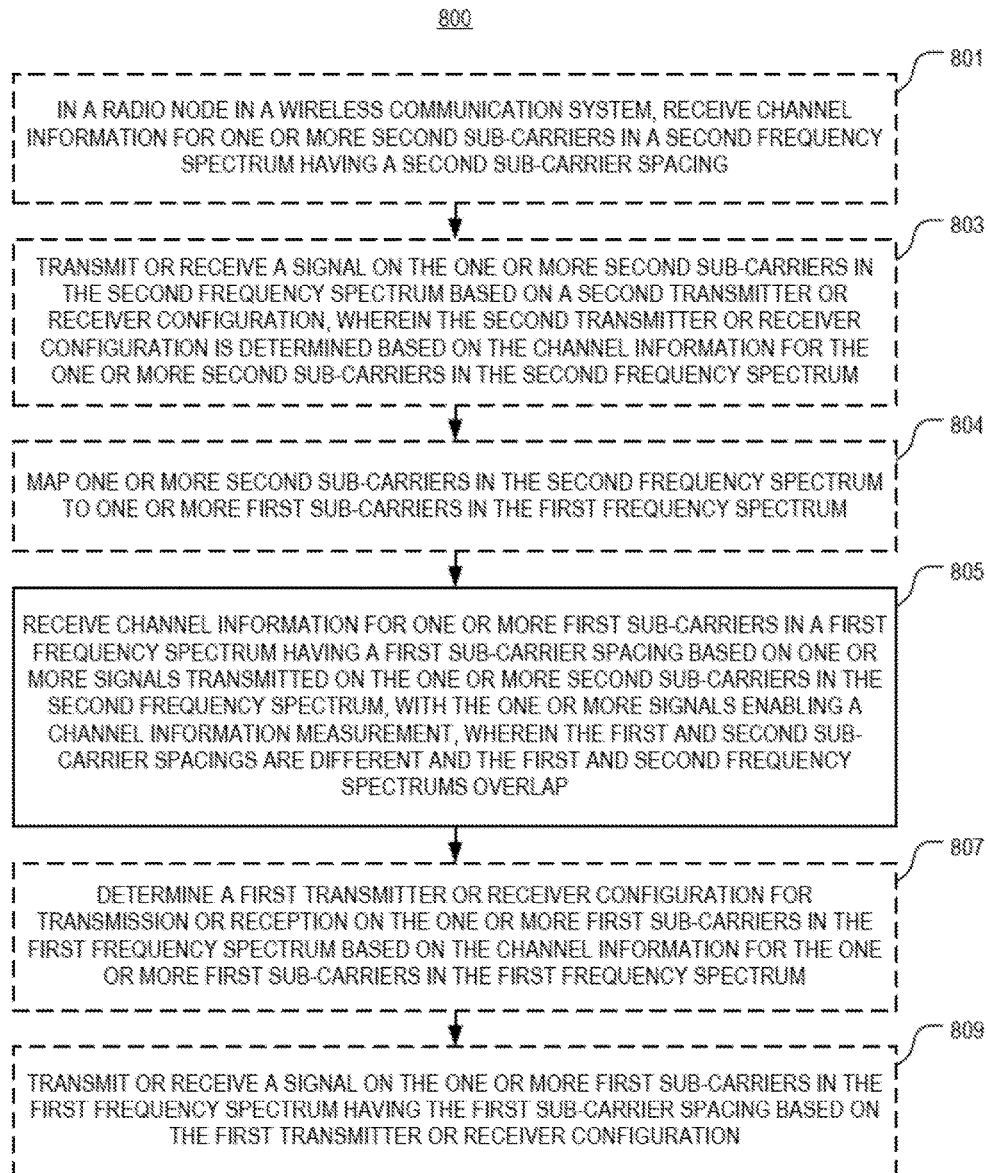 800
801
IN A RADIO NODE IN A WIRELESS COMMUNICATION SYSTEM, RECEIVE CHANNEL
INFORMATION FOR ONE OR MORE SECOND SUB-CARRIERS IN A SECOND FREQUENCY
SPECTRUM HAVING A SECOND SUB-CARRIER SPACING
803
TRANSMIT OR RECEIVE A SIGNAL ON THE ONE OR MORE SECOND SUB-CARRIERS IN
THE SECOND FREQUENCY SPECTRUM BASED ON A SECOND TRANSMITTER OR
RECEIVER CONFIGURATION, WHEREIN THE SECOND TRANSMITTER OR RECEIVER
CONFIGURATION IS DETERMINED BASED ON THE CHANNEL INFORMATION FOR THE
ONE OR MORE SECOND SUB-CARRIERS IN THE SECOND FREQUENCY SPECTRUM
804
MAP ONE OR MORE SECOND SUB-CARRIERS IN THE SECOND FREQUENCY SPECTRUM
TO ONE OR MORE FIRST SUB-CARRIERS IN THE FIRST FREQUENCY SPECTRUM
805
RECEIVE CHANNEL INFORMATION FOR ONE OR MORE FIRST SUB-CARRIERS IN A FIRST
FREQUENCY SPECTRUM HAVING A FIRST SUB-CARRIER SPACING BASED ON ONE OR
MORE SIGNALS TRANSMITTED ON THE ONE OR MORE SECOND SUB-CARRIERS IN THE
SECOND FREQUENCY SPECTRUM, WITH THE ONE OR MORE SIGNALS ENABLING A
CHANNEL INFORMATION MEASUREMENT, WHEREIN THE FIRST AND SECOND SUB-
CARRIER SPACINGS ARE DIFFERENT AND THE FIRST AND SECOND FREQUENCY
SPECTRUMS OVERLAP
807
DETERMINE A FIRST TRANSMITTER OR RECEIVER CONFIGURATION FOR
TRANSMISSION OR RECEPTION ON THE ONE OR MORE FIRST SUB-CARRIERS IN THE
FIRST FREQUENCY SPECTRUM BASED ON THE CHANNEL INFORMATION FOR THE ONE
OR MORE FIRST SUB-CARRIERS IN THE FIRST FREQUENCY SPECTRUM
809
TRANSMIT OR RECEIVE A SIGNAL ON THE ONE OR MORE FIRST SUB-CARRIERS IN THE
FIRST FREQUENCY SPECTRUM HAVING THE FIRST SUB-CARRIER SPACING BASED ON
THE FIRST TRANSMITTER OR RECEIVER CONFIGURATION